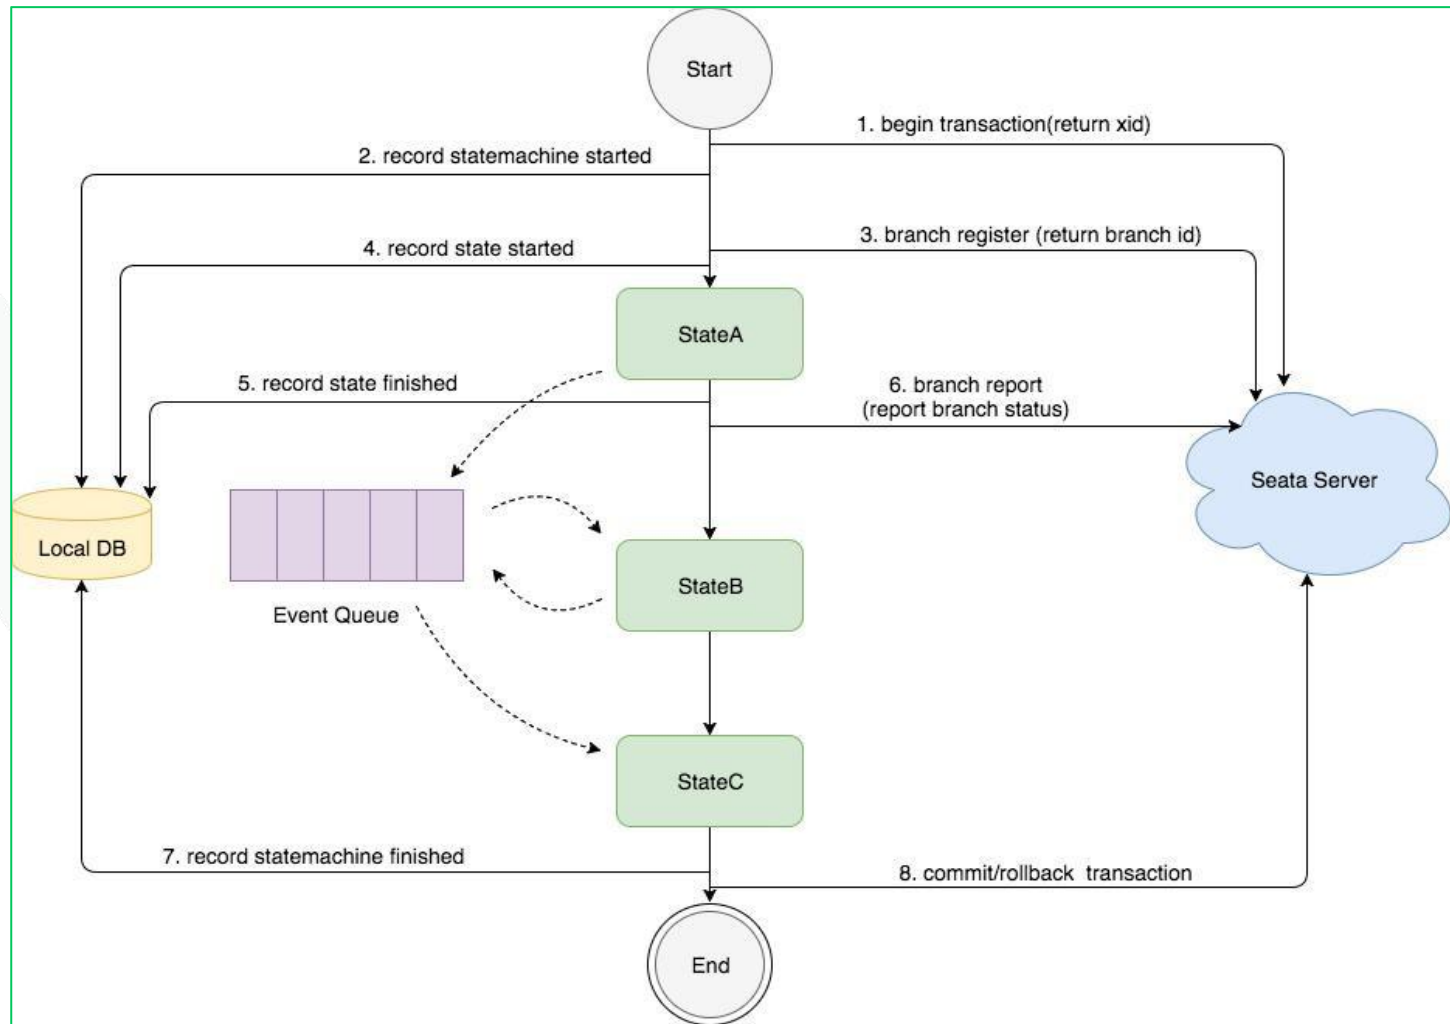 Start
1. begin transaction(return xid)
2. record statemachine started
3. branch register (return branch id)
4. record state started
StateA
5. record state finished
6. branch report
(report branch status)
Seata Server
Local DB
StateB
Event Queue
StateC
7. record statemachine finished
8. commit/rollback  transaction
End